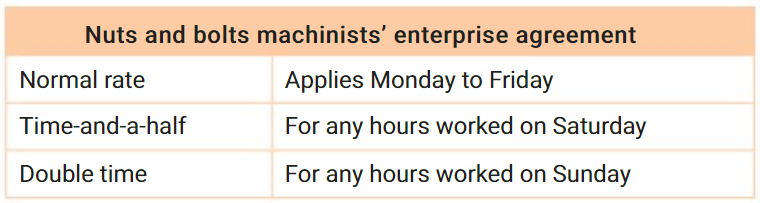 Nuts and bolts machinists’ enterprise agreement
Normal rate Applies Monday to Friday
Time-and-a-half For any hours worked on Saturday
Double time For any hours worked on Sunday